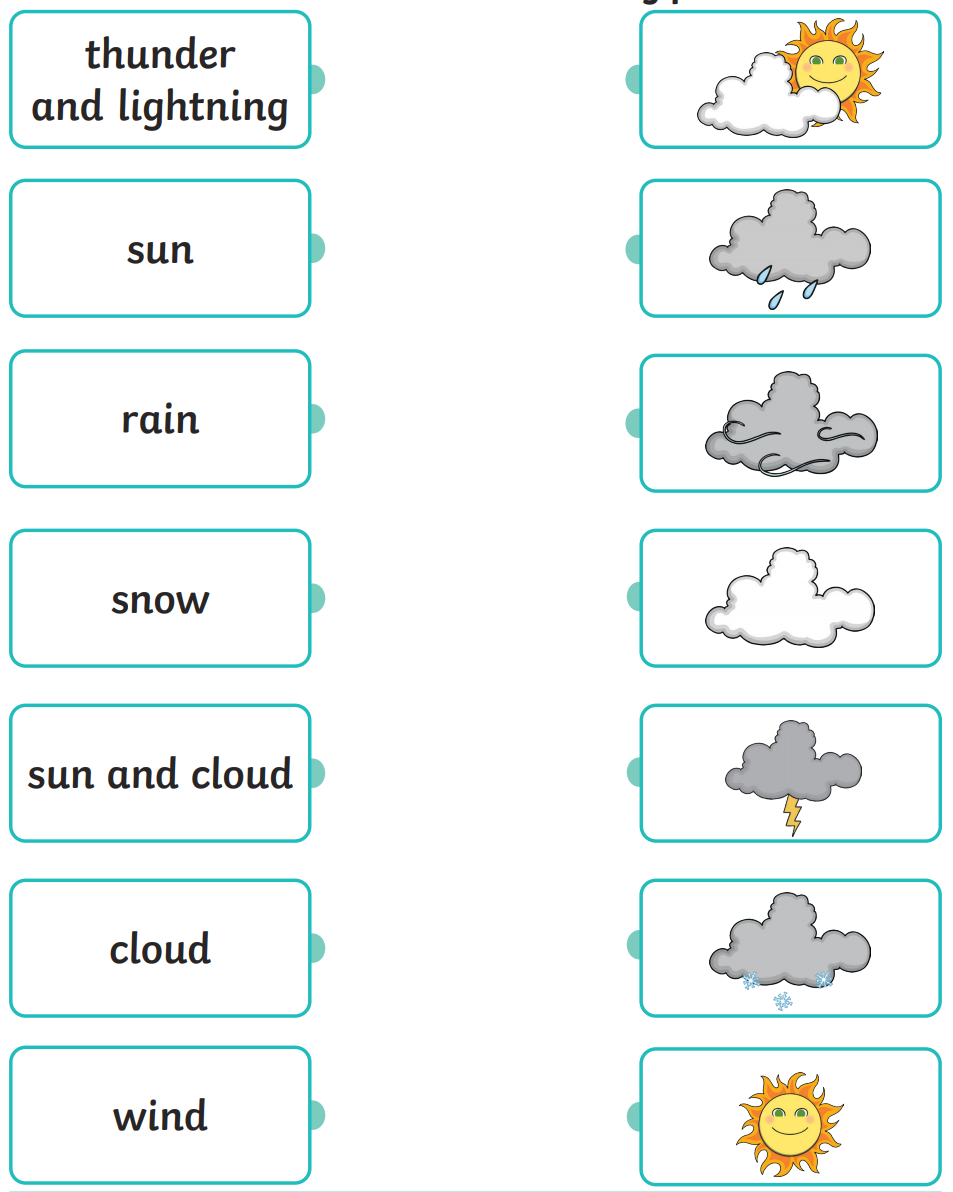 thunder
and lightning
sun
rain
snow
sun and cloud
cloud
wind